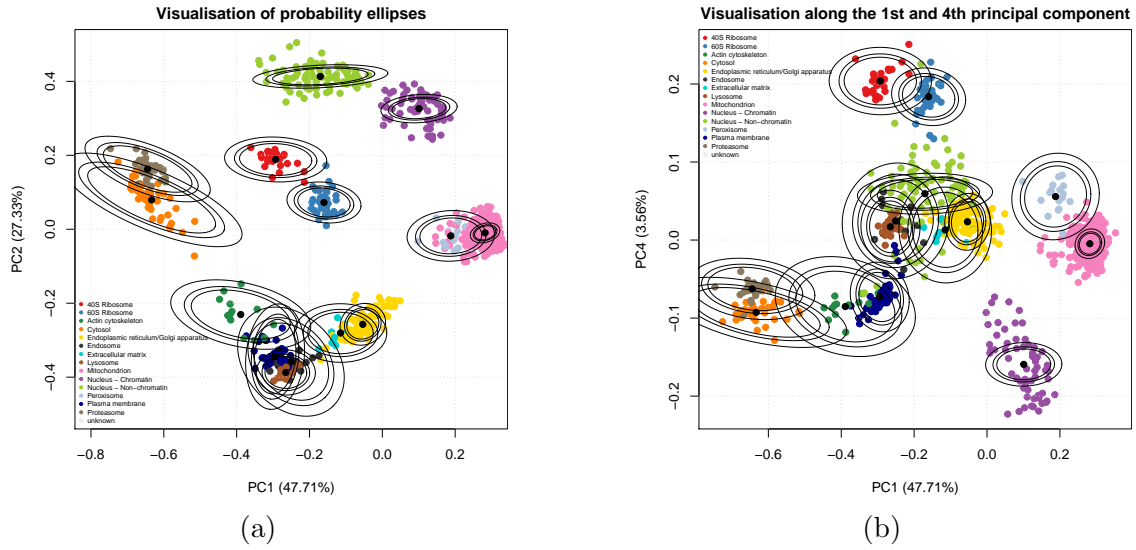 Visualisation of probability ellipses
PC2 (27.33%)
0.4
0.2
0.0
−0.2
−0.4
40S Ribosome
60S Ribosome
Actin cytoskeleton
Cytosol
Endoplasmic reticulum/Golgi apparatus
Endosome
Extracellular matrix
Lysosome
Mitochondrion
Nucleus − Chromatin
Nucleus − Non−chromatin
Peroxisome
Plasma membrane
Proteasome
unknown
−0.8 −0.6 −0.4 −0.2 0.0 0.2
PC1 (47.71%)
(a)
Visualisation along the 1st and 4th principal component
40S Ribosome
60S Ribosome
Actin cytoskeleton
Cytosol
Endoplasmic reticulum/Golgi apparatus
Endosome
Extracellular matrix
Lysosome
Mitochondrion
Nucleus − Chromatin
Nucleus − Non−chromatin
Peroxisome
Plasma membrane
Proteasome
unknown
PC4 (3.56%)
0.2
0.1
0.0
−0.1
−0.2
−0.6 −0.4 −0.2 0.0 0.2
PC1 (47.71%)
(b)